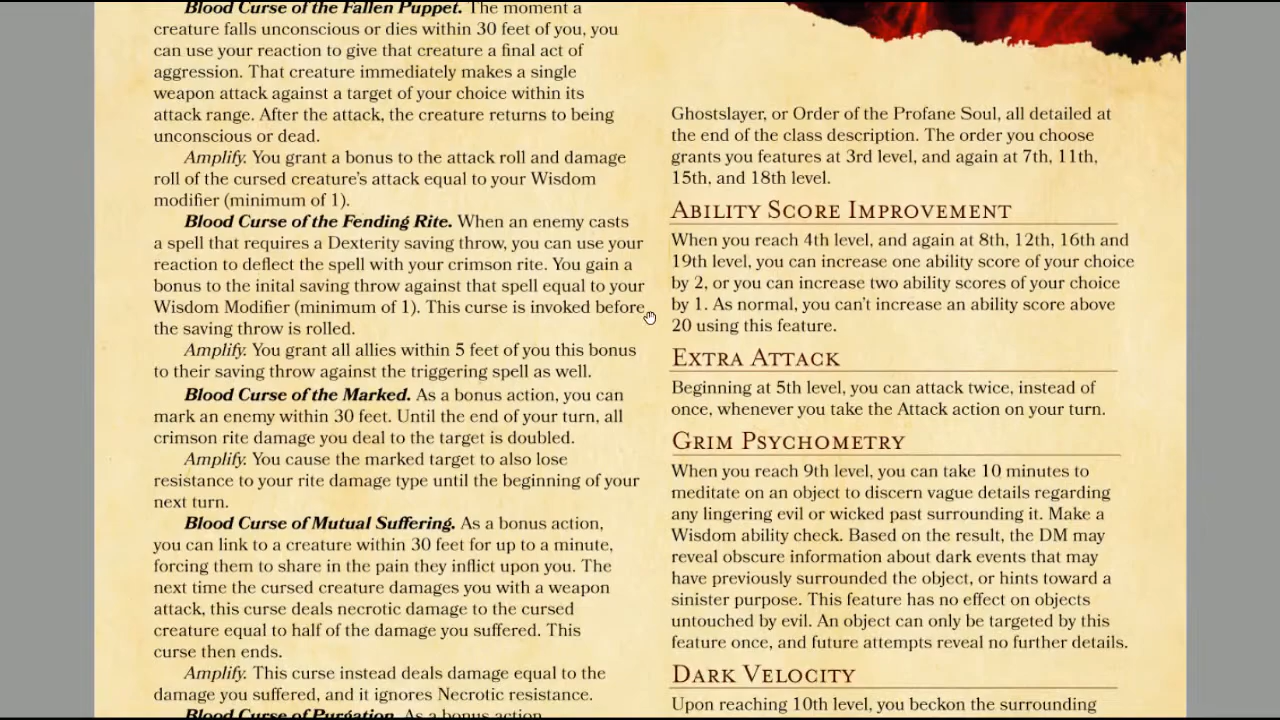 Blood Curse of the Fallen Puppet. The moment a
creature falls unconscious or dies within 30 feet of you, you
can use your reaction to give that creature a final act of
aggression. That creature immediately makes a single
weapon attack against a target of your choice within its
attack range. After the attack, the creature returns to being
unconscious or dead.
Amplify. You grant a bonus to the attack roll and damage
roll of the cursed creature's attack equal to your Wisdom
modifier (minimum of 1).
Blood Curse of the Fending Rite. When an enemy casts
a spell that requires a Dexterity saving throw, you can use your
reaction to deflect the spell with your crimson rite. You gain a
bonus to the inital saving throw against that spell equal to your
Wisdom Modifier (minimum of 1). This curse is invoked before
the saving throw is rolled.
Amplify. You grant all allies within 5 feet of you this bonus
to their saving throw against the triggering spell as well.
Blood Curse of the Marked. As a bonus action, you can
mark an enemy within 30 feet. Until the end of your turn, all
crimson rite damage you deal to the target is doubled.
Amplify. You cause the marked target to also lose
resistance to your rite damage type until the beginning of your
next turn.
Blood Curse of Mutual Suffering. As a bonus action,
you can link to a creature within 30 feet for up to a minute,
forcing them to share in the pain they inflict upon you. The
next time the cursed creature damages you with a weapon
attack, this curse deals necrotic damage to the cursed
creature equal to half of the damage you suffered. This
curse then ends.
Amplify. This curse instead deals damage equal to the
damage you suffered, and it ignores Necrotic resistance.
Blood Curse of Purgation. As a bonus action
Ghostslayer, or Order of the Profane Soul, all detailed at
the end of the class description. The order you choose
grants you features at 3rd level, and again at 7th, 11th,
15th, and 18th level.
Ability Score Improvement
When you reach 4th level, and again at 8th, 12th, 16th and
19th level, you can increase one ability score of your choice
by 2, or you can increase two ability scores of your choice
by 1. As normal, you can't increase an ability score above
20 using this feature.
Extra Attack
Beginning at 5th level, you can attack twice, instead of
once, whenever you take the Attack action on your turn.
Grim Psychometry
When you reach 9th level, you can take 10 minutes to
meditate on an object to discern vague details regarding
any lingering evil or wicked past surrounding it. Make a
Wisdom ability check. Based on the result, the DM may
reveal obscure information about dark events that may
have previously surrounded the object, or hints toward a
sinister purpose. This feature has no effect on objects
untouched by evil. An object can only be targeted by this
feature once, and future attempts reveal no further details.
Dark Velocity
Upon reaching 10th level, you beckon the surrounding